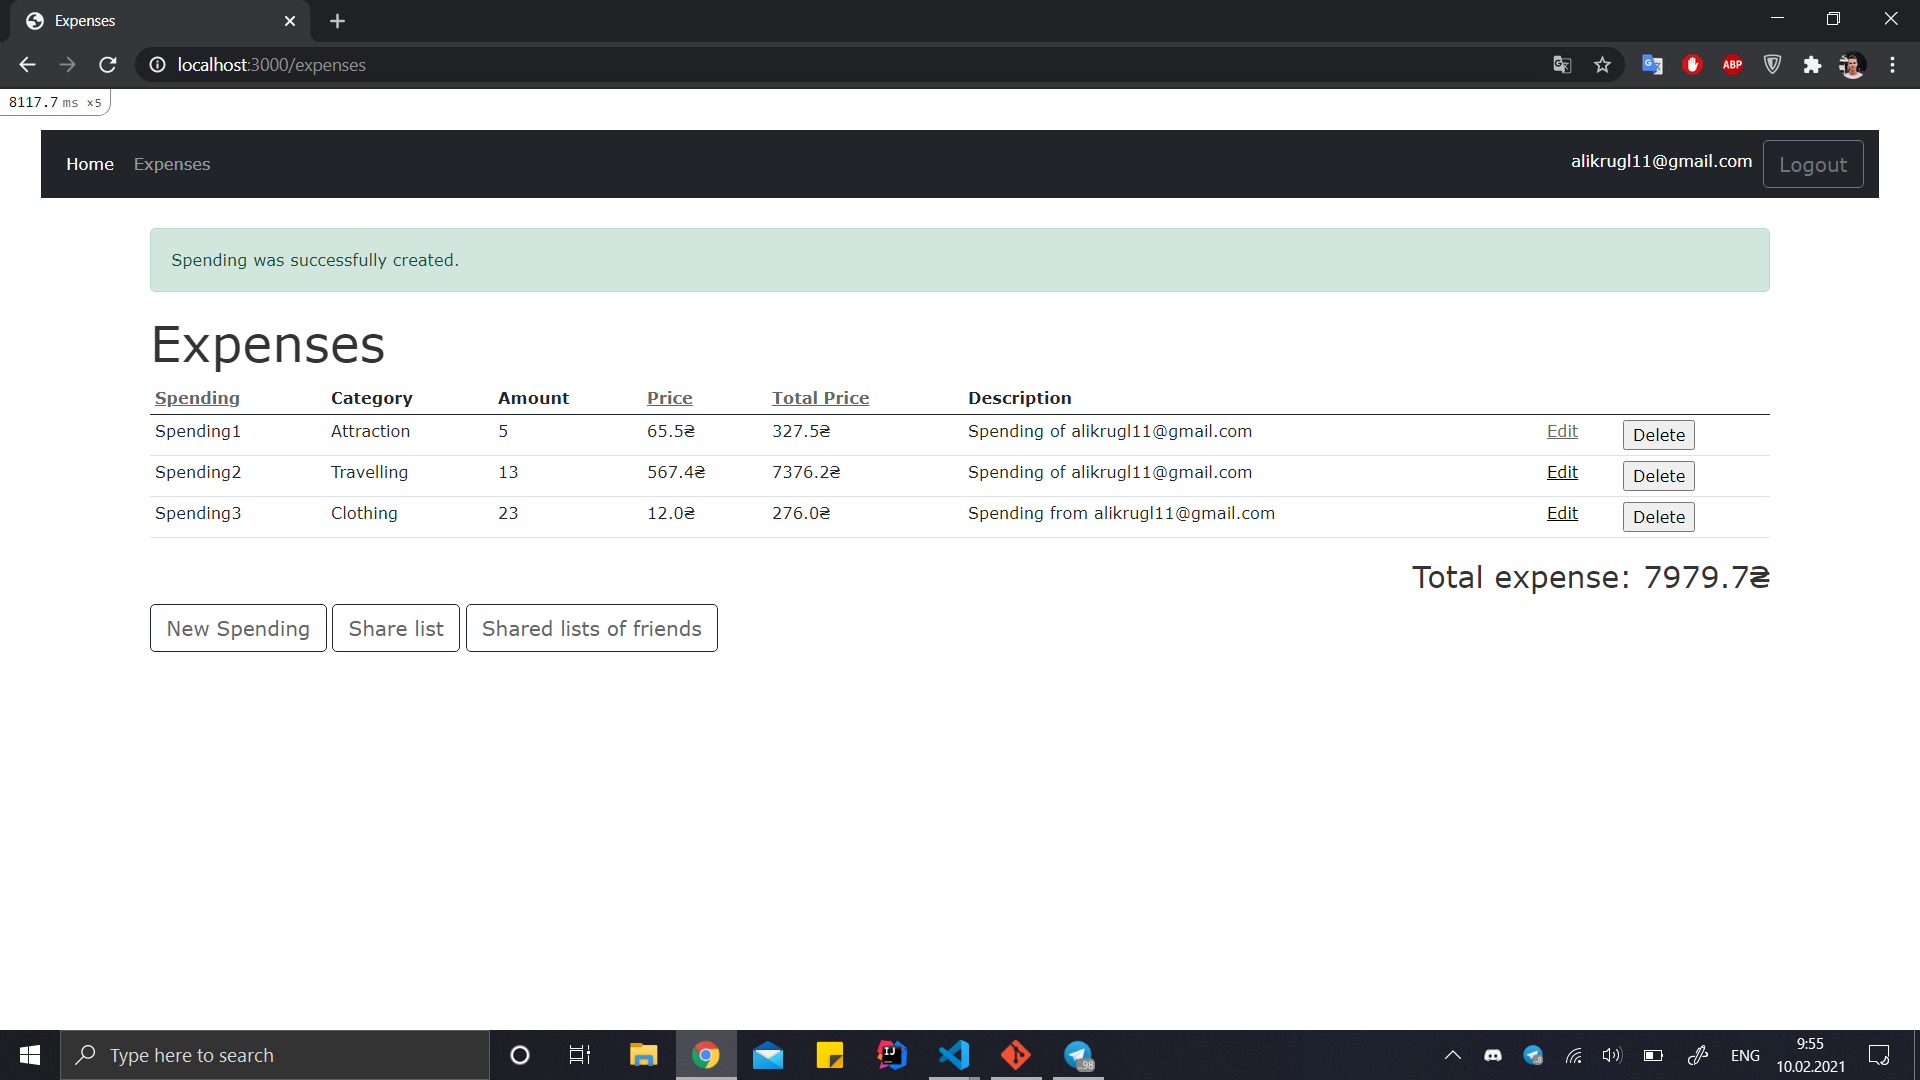 Expenses
localhost:3000/expenses
ABP
8117.7 ms ×5
Home Expenses alikrugl11@gmail.com Logout
Spending was successfully created.
Expenses
Spending Category Amount Price Total Price Description
Spending1 Attraction 5 65.5₴ 327.5₴ Spending of alikrugl11@gmail.com Edit Delete
Spending2 Travelling 13 567.4₴ 7376.2₴ Spending of alikrugl11@gmail.com Edit Delete
Spending3 Clothing 23 12.0₴ 276.0₴ Spending from alikrugl11@gmail.com Edit Delete
Total expense: 7979.7₴
New Spending Share list Shared lists of friends
Type here to search
IJ
..98
ENG
9:55
10.02.2021